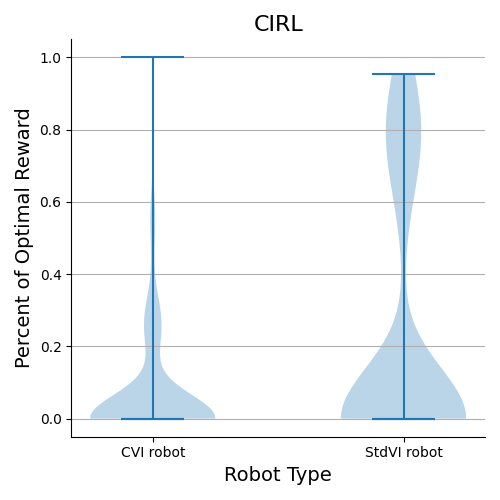 CIRL
Percent of Optimal Reward
1.0
0.8
0.6
0.4
0.2
0.0
CVI robot
StdVI robot
Robot Type